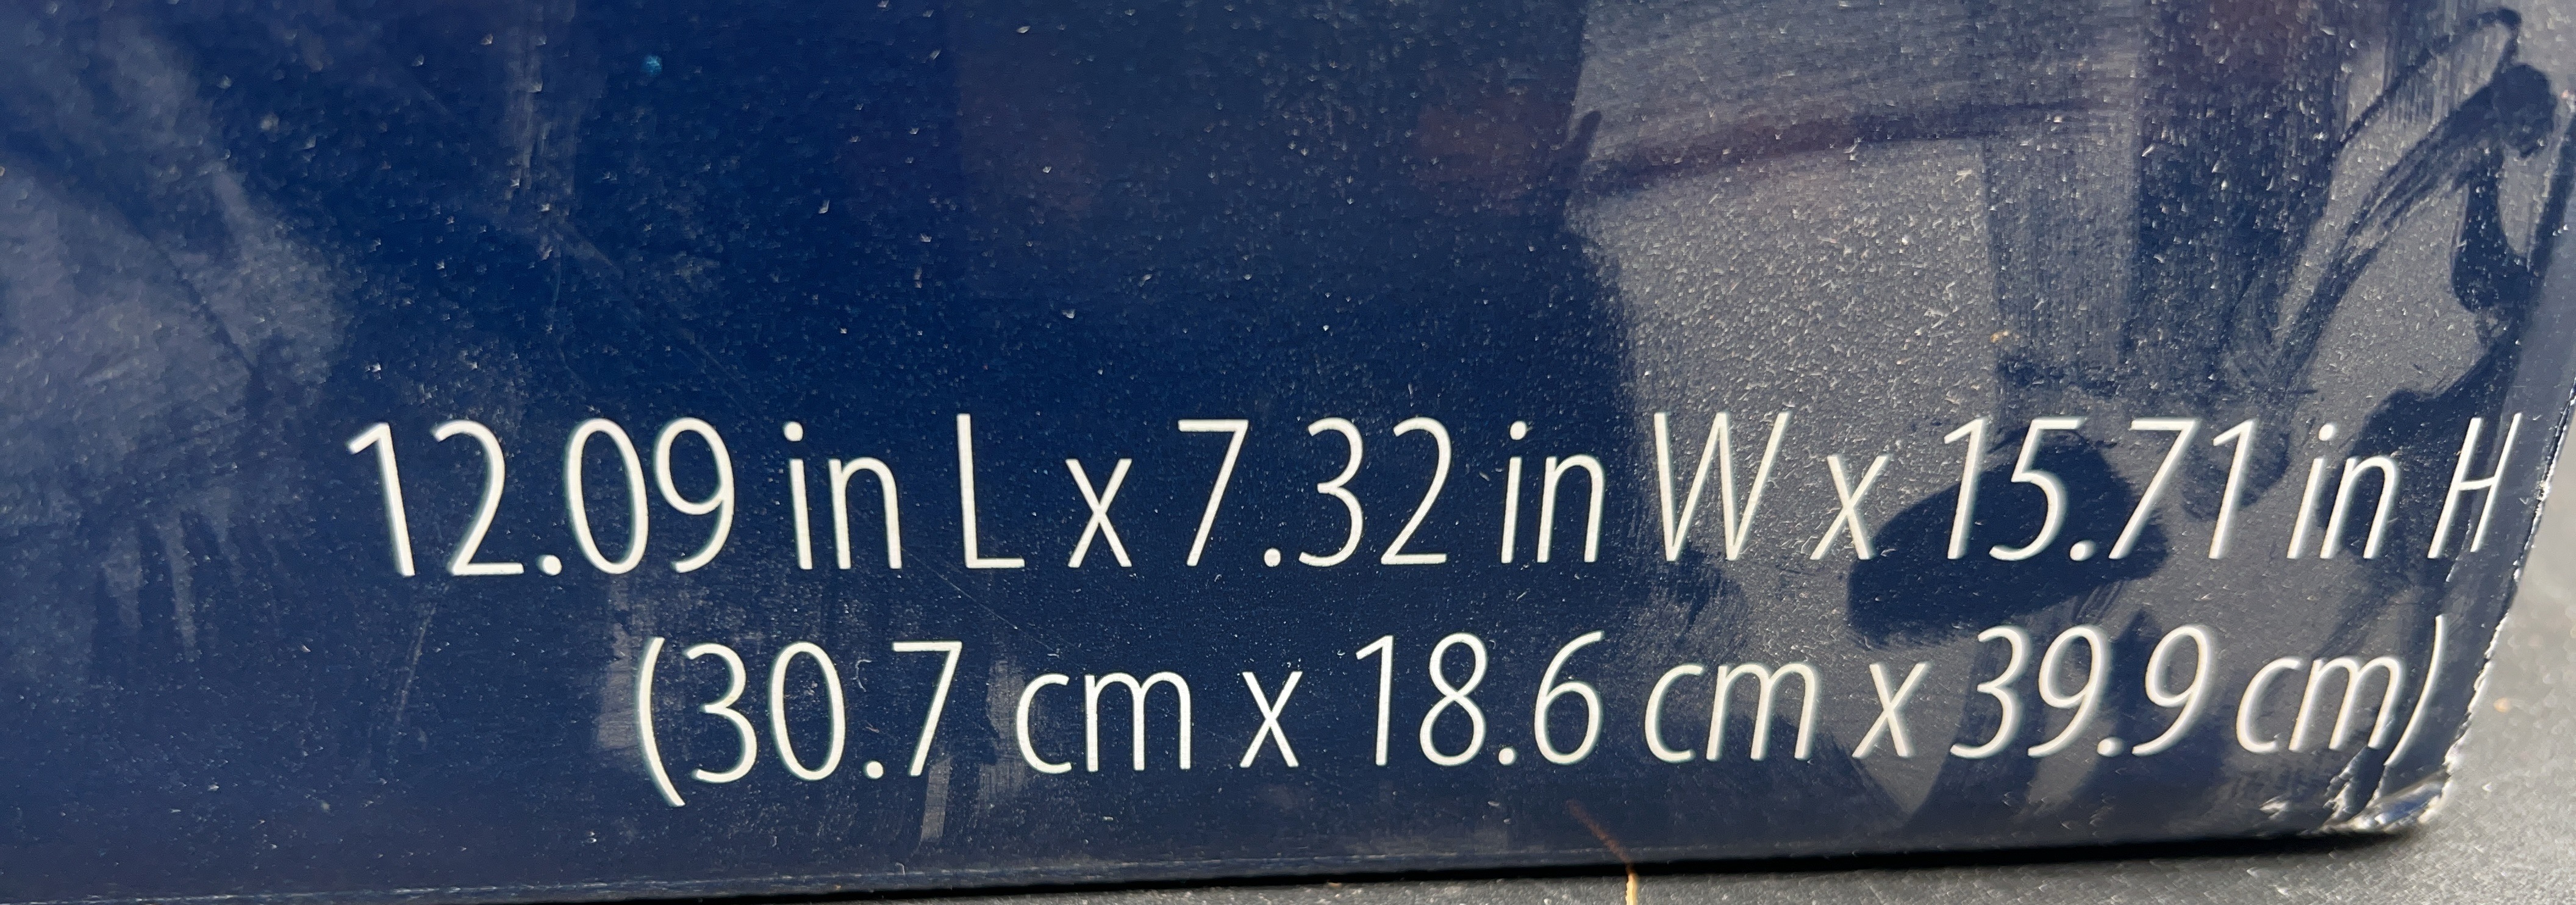 12.09 in L x 7.32 in W x 15.71 in H
(30.7 cm x 18.6 cm x 39.9 cm)